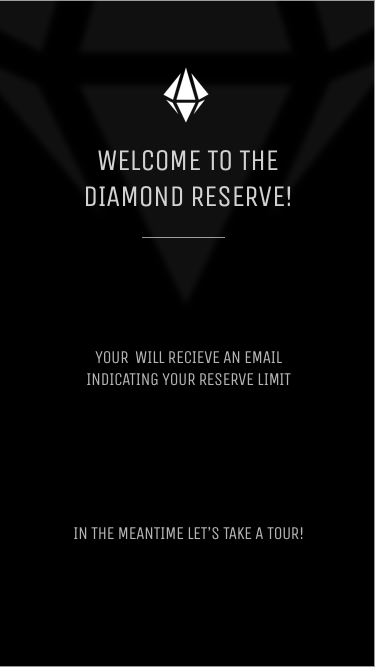 WELCOME TO THE
DIAMOND RESERVE!
YOUR WILL RECIEVE AN EMAIL
INDICATING YOUR RESERVE LIMIT
IN THE MEANTIME LET'S TAKE A TOUR!